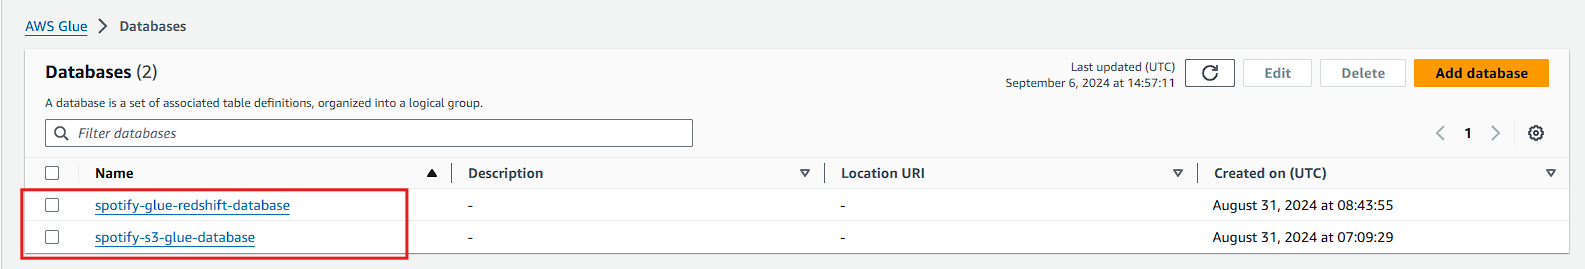 AWS Glue > Databases
Databases (2)
Last updated (UTC)
September 6, 2024 at 14:57:11
Edit
Delete
Add database
A database is a set of associated table definitions, organized into a logical group.
Filter databases
1
Name Description Location URI Created on (UTC)
spotify-glue-redshift-database - - August 31, 2024 at 08:43:55
spotify-s3-glue-database - - August 31, 2024 at 07:09:29